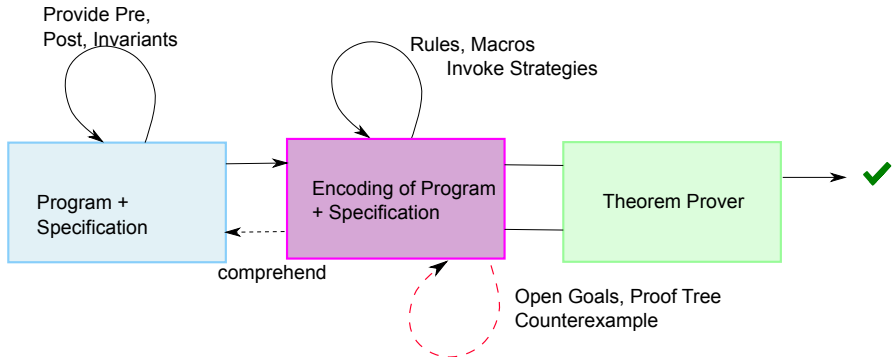 Provide Pre,
Post, Invariants
Rules, Macros
Invoke Strategies
Program +
Specification
Encoding of Program
+ Specification
Theorem Prover
comprehend
Open Goals, Proof Tree
Counterexample